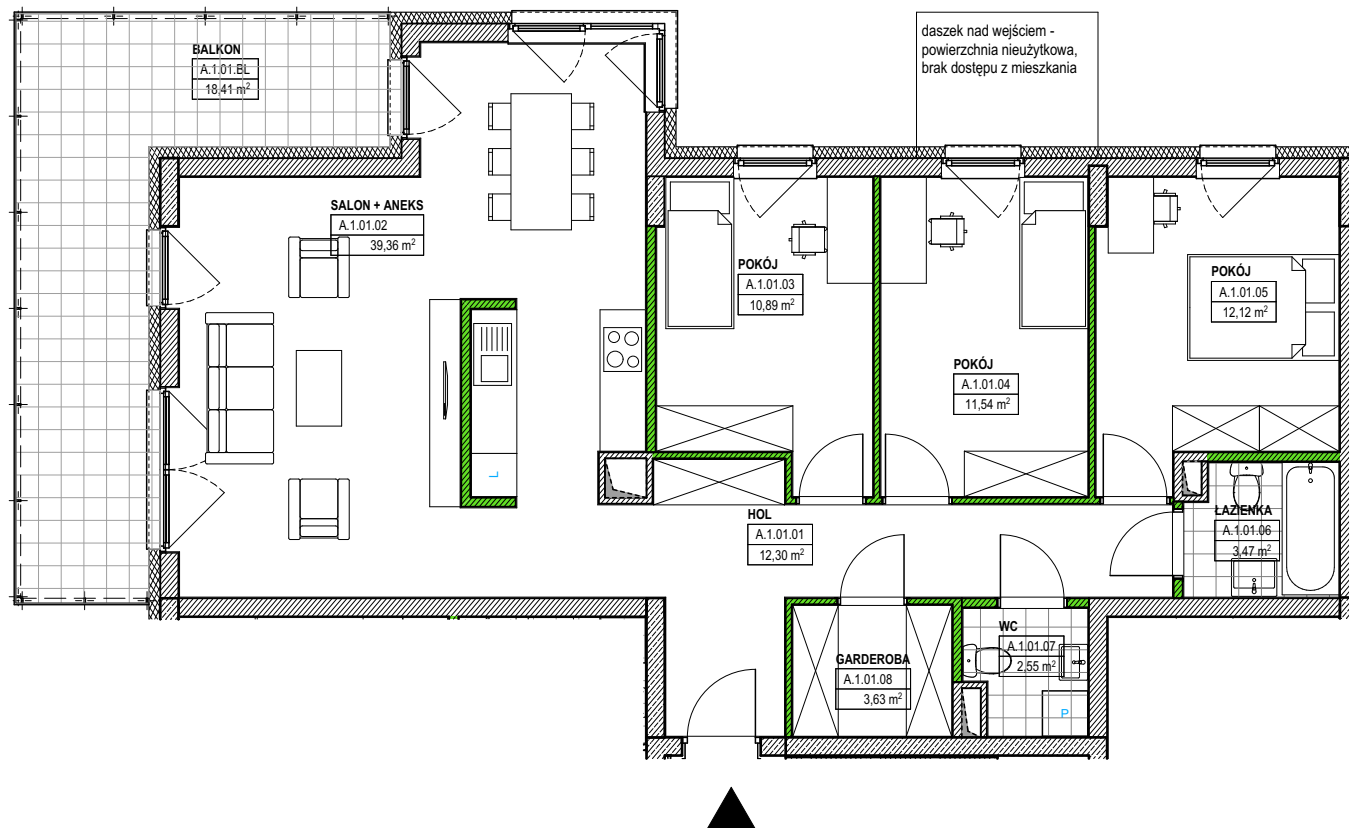 daszek nad wejściem -
powierzchnia nieużytkowa,
brak dostępu z mieszkania
BALKON
A.1.01.BL
18,41 m²
SALON + ANEKS
A.1.01.02
39,36 m²
POKÓJ
A.1.01.03
10,89 m²
POKÓJ
A.1.01.04
11,54 m²
POKÓJ
A.1.01.05
12,12 m²
L
HOL
A.1.01.01
12,30 m²
ŁAZIENKA
A.1.01.06
3,47 m²
GARDEROBA
A.1.01.08
3,63 m²
WC
A.1.01.07
2,55 m²
P